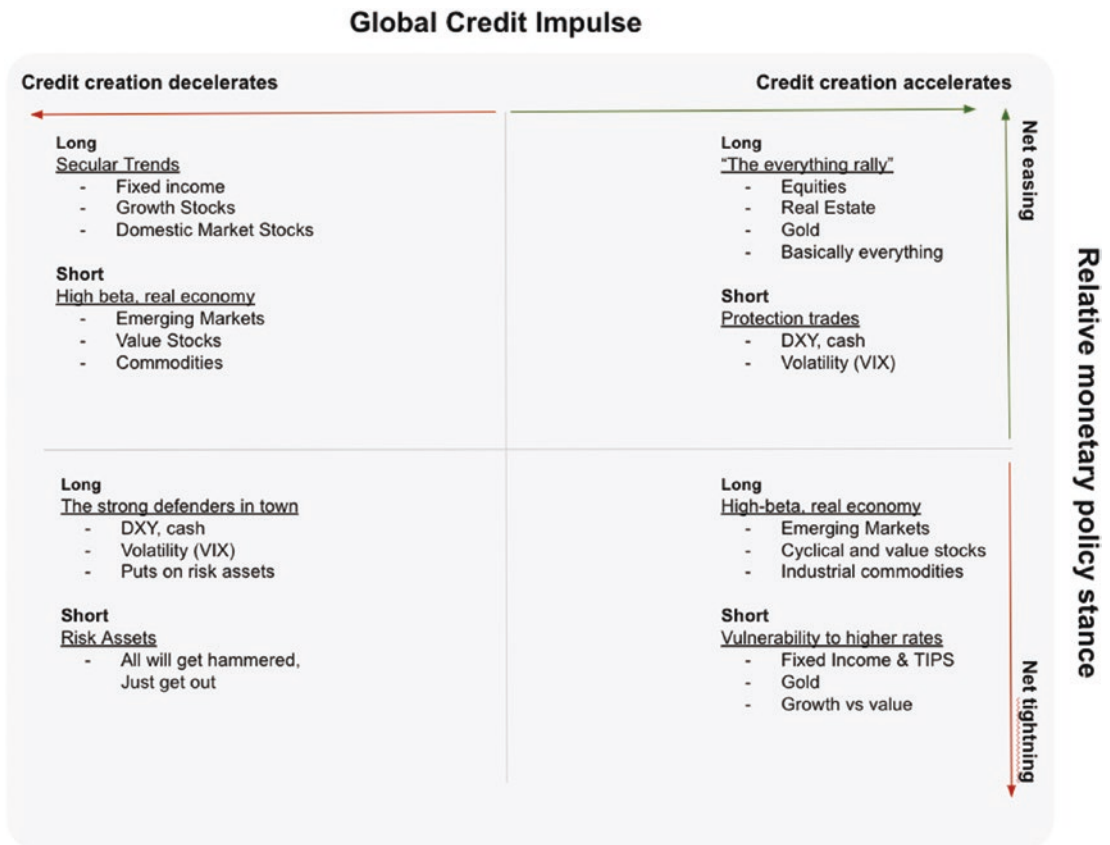 Global Credit Impulse
Credit creation decelerates
Credit creation accelerates
Long
Secular Trends
- Fixed income
- Growth Stocks
- Domestic Market Stocks
Short
High beta, real economy
- Emerging Markets
- Value Stocks
- Commodities
Long
"The everything rally"
- Equities
- Real Estate
- Gold
- Basically everything
Short
Protection trades
- DXY, cash
- Volatility (VIX)
Net easing
Relative monetary policy stance
Long
The strong defenders in town
- DXY, cash
- Volatility (VIX)
- Puts on risk assets
Short
Risk Assets
- All will get hammered,
Just get out
Long
High-beta, real economy
- Emerging Markets
- Cyclical and value stocks
- Industrial commodities
Short
Vulnerability to higher rates
- Fixed Income & TIPS
- Gold
- Growth vs value
Net tightning